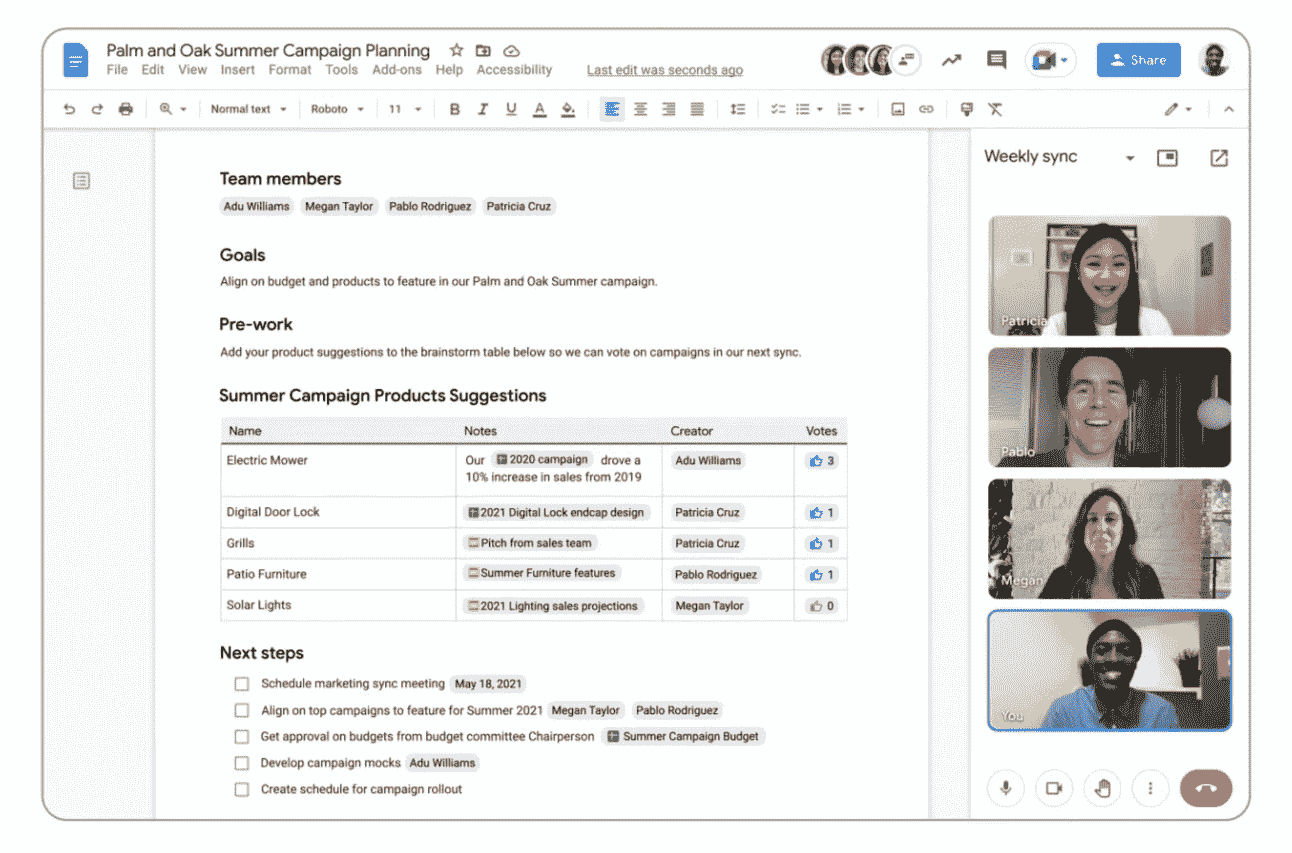 Palm and Oak Summer Campaign Planning
File Edit View Insert Format Tools Add-ons Help Accessibility Last edit was seconds ago
Share
Normal text Roboto 11 B I U A
Weekly sync
Team members
Adu Williams Megan Taylor Pablo Rodriguez Patricia Cruz
Goals
Align on budget and products to feature in our Palm and Oak Summer campaign.
Pre-work
Add your product suggestions to the brainstorm table below so we can vote on campaigns in our next sync.
Summer Campaign Products Suggestions
Name Notes Creator Votes
Electric Mower Our 2020 campaign drove a Adu Williams 3
10% increase in sales from 2019
Digital Door Lock 2021 Digital Lock endcap design Patricia Cruz 1
Grills Pitch from sales team Patricia Cruz 1
Patio Furniture Summer Furniture features Pablo Rodriguez 1
Solar Lights 2021 Lighting sales projections Megan Taylor 0
Next steps
Schedule marketing sync meeting May 18, 2021
Align on top campaigns to feature for Summer 2021 Megan Taylor Pablo Rodriguez
Get approval on budgets from budget committee Chairperson Summer Campaign Budget
Develop campaign mocks Adu Williams
Create schedule for campaign rollout
Patricia
Pablo
Megan
You